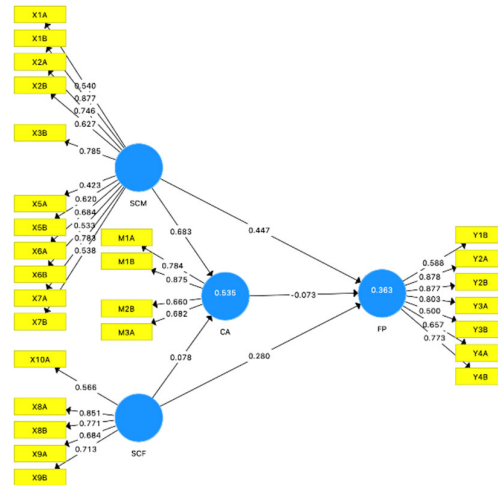 X1A
X1B
X2A
X2B
X3B
X5A
X5B
X6A
X6B
X7A
X7B
X10A
X8A
X8B
X9A
X9B
0.540
0.877
0.746
0.627
0.785
0.423
0.620
0.684
0.533
0.783
0.538
SCM
0.683
0.447
M1A
M1B
M2B
M3A
0.784
0.875
0.660
0.682
0.535
CA
-0.073
0.078
0.280
0.566
0.851
0.771
0.684
0.713
SCF
0.363
FP
0.588
0.878
0.877
0.803
0.500
0.657
0.773
Y1B
Y2A
Y2B
Y3A
Y3B
Y4A
Y4B